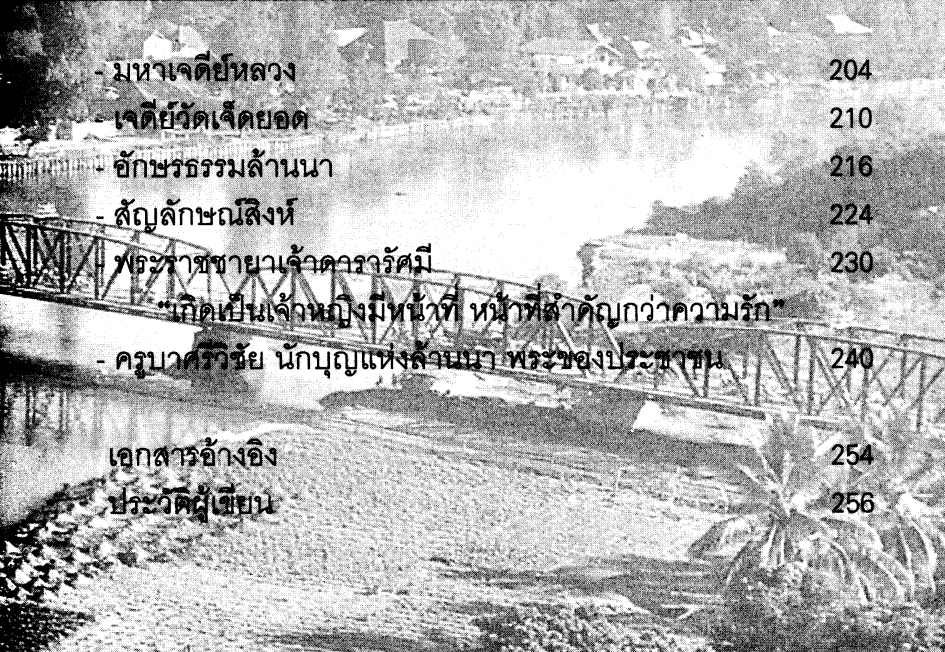 - มหาเจดีย์หลวง 204
- เจดีย์วัดเจ็ดยอด 210
- อักษรธรรมล้านนา 216
- สัญลักษณ์สิงห์ 224
- พระราชชายาเจ้าดารารัศมี 230
“เกิดเป็นเจ้าหญิงมีหน้าที่ หน้าที่สำคัญกว่าความรัก”
- ครูบาศรีวิชัย นักบุญแห่งล้านนา พระของประชาชน 240
เอกสารอ้างอิง 254
ประวัติผู้เขียน 256